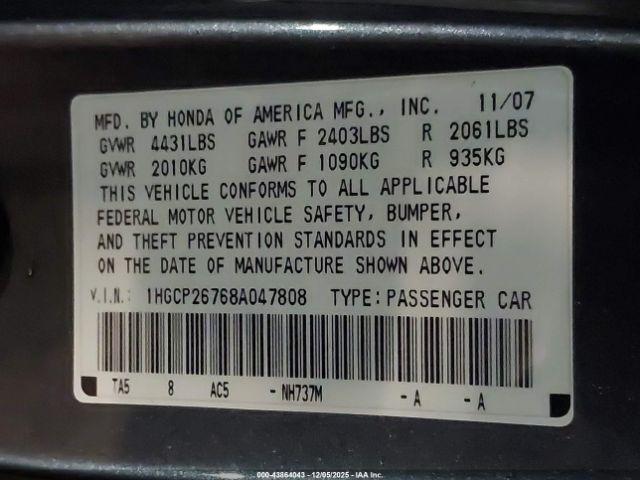 MFD. BY HONDA OF AMERICA MFG., INC. 11/07
GVWR 4431LBS GAWR F 2403LBS R 2061LBS
GVWR 2010KG GAWR F 1090KG R 935KG
THIS VEHICLE CONFORMS TO ALL APPLICABLE
FEDERAL MOTOR VEHICLE SAFETY, BUMPER,
AND THEFT PREVENTION STANDARDS IN EFFECT
ON THE DATE OF MANUFACTURE SHOWN ABOVE.
V.I.N.: 1HGCP26768A047808 TYPE: PASSENGER CAR
TA5 8 AC5 - NH737M - A - A
000-43864043 - 12/05/2025 - IAA Inc.